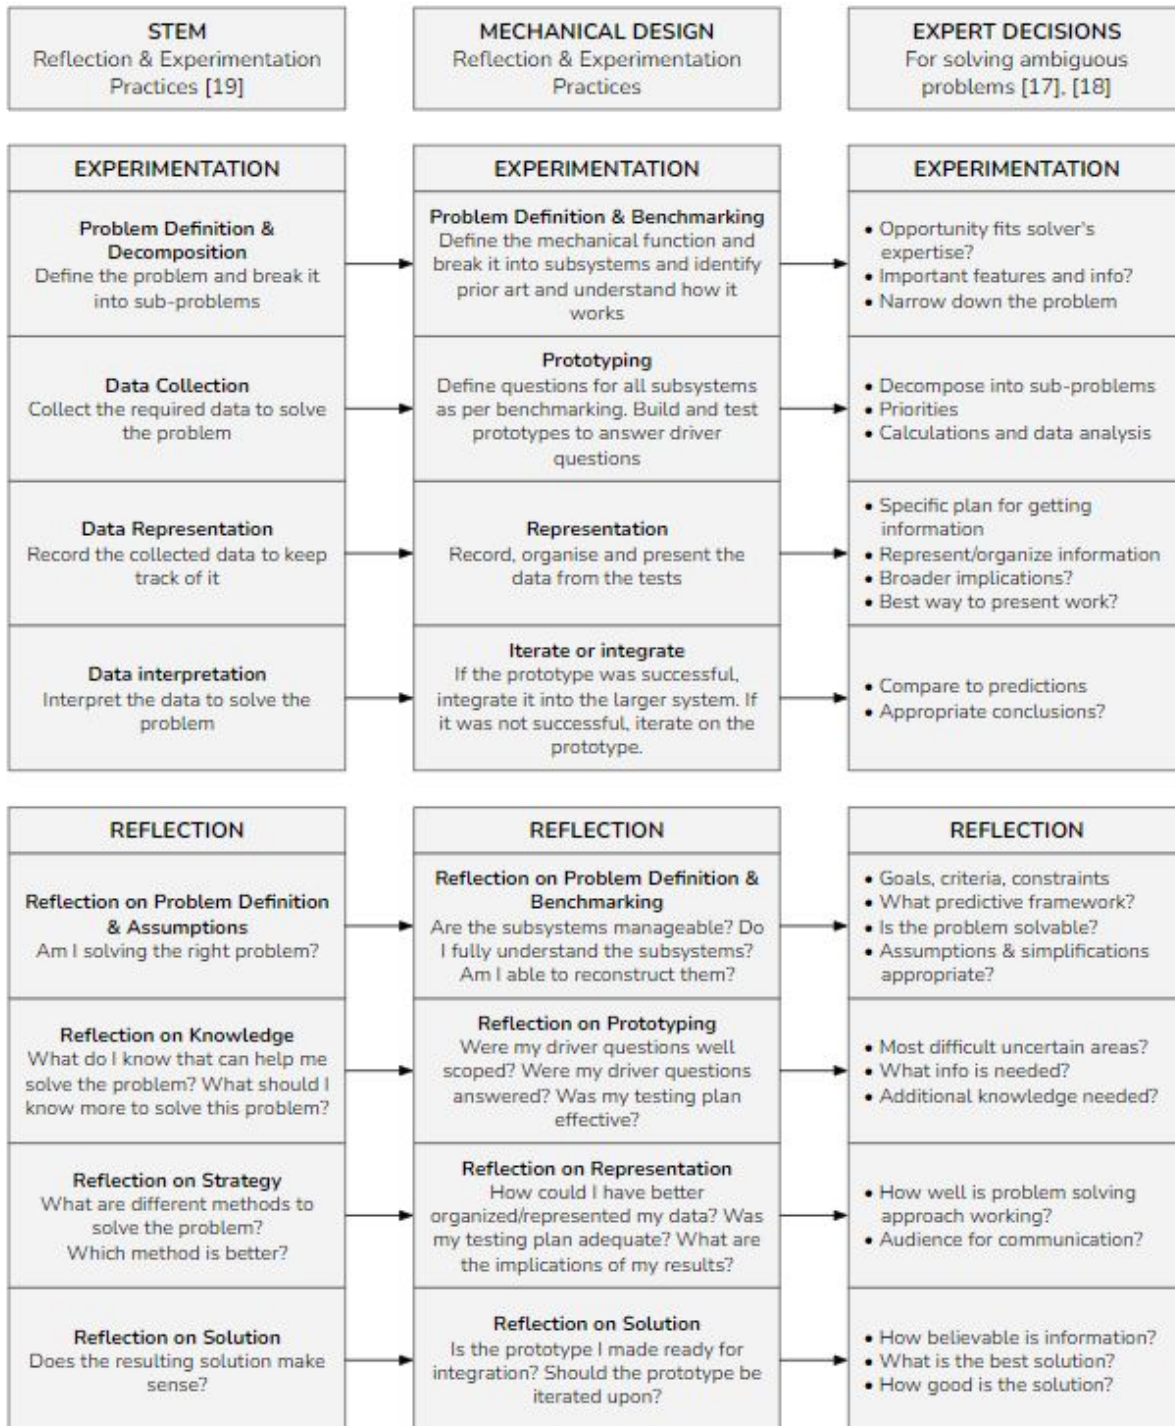 STEM
Reflection & Experimentation
Practices [19]
MECHANICAL DESIGN
Reflection & Experimentation
Practices
EXPERT DECISIONS
For solving ambiguous
problems [17], [18]
EXPERIMENTATION
EXPERIMENTATION
EXPERIMENTATION
Problem Definition &
Decomposition
Define the problem and break it
into sub-problems
Problem Definition & Benchmarking
Define the mechanical function and
break it into subsystems and identify
prior art and understand how it
works
• Opportunity fits solver's
expertise?
• Important features and info?
• Narrow down the problem
Data Collection
Collect the required data to solve
the problem
Prototyping
Define questions for all subsystems
as per benchmarking. Build and test
prototypes to answer driver
questions
• Decompose into sub-problems
• Priorities
• Calculations and data analysis
Data Representation
Record the collected data to keep
track of it
Representation
Record, organise and present the
data from the tests
• Specific plan for getting
information
• Represent/organize information
• Broader implications?
• Best way to present work?
Data interpretation
Interpret the data to solve the
problem
Iterate or integrate
If the prototype was successful,
integrate it into the larger system. If
it was not successful, iterate on the
prototype.
• Compare to predictions
• Appropriate conclusions?
REFLECTION
REFLECTION
REFLECTION
Reflection on Problem Definition
& Assumptions
Am I solving the right problem?
Reflection on Problem Definition &
Benchmarking
Are the subsystems manageable? Do
I fully understand the subsystems?
Am I able to reconstruct them?
• Goals, criteria, constraints
• What predictive framework?
• Is the problem solvable?
• Assumptions & simplifications
appropriate?
Reflection on Knowledge
What do I know that can help me
solve the problem? What should I
know more to solve this problem?
Reflection on Prototyping
Were my driver questions well
scoped? Were my driver questions
answered? Was my testing plan
effective?
• Most difficult uncertain areas?
• What info is needed?
• Additional knowledge needed?
Reflection on Strategy
What are different methods to
solve the problem?
Which method is better?
Reflection on Representation
How could I have better
organized/represented my data? Was
my testing plan adequate? What are
the implications of my results?
• How well is problem solving
approach working?
• Audience for communication?
Reflection on Solution
Does the resulting solution make
sense?
Reflection on Solution
Is the prototype I made ready for
integration? Should the prototype be
iterated upon?
• How believable is information?
• What is the best solution?
• How good is the solution?